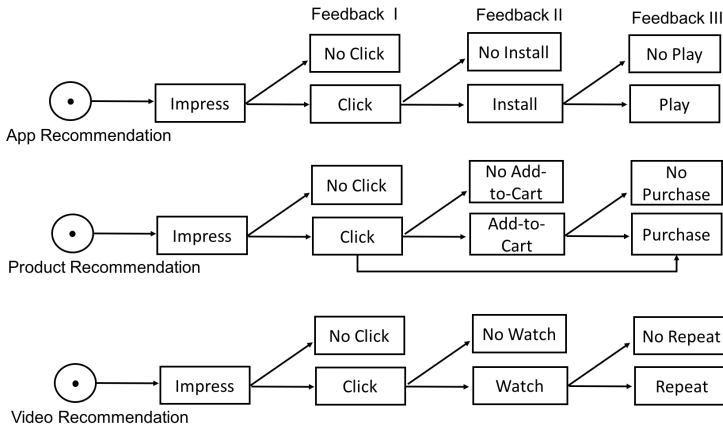 Feedback I
Feedback II
Feedback III
No Click
No Install
No Play
Impress
Click
Install
Play
App Recommendation
No Click
No Add-
to-Cart
No
Purchase
Impress
Click
Add-to-
Cart
Purchase
Product Recommendation
No Click
No Watch
No Repeat
Impress
Click
Watch
Repeat
Video Recommendation